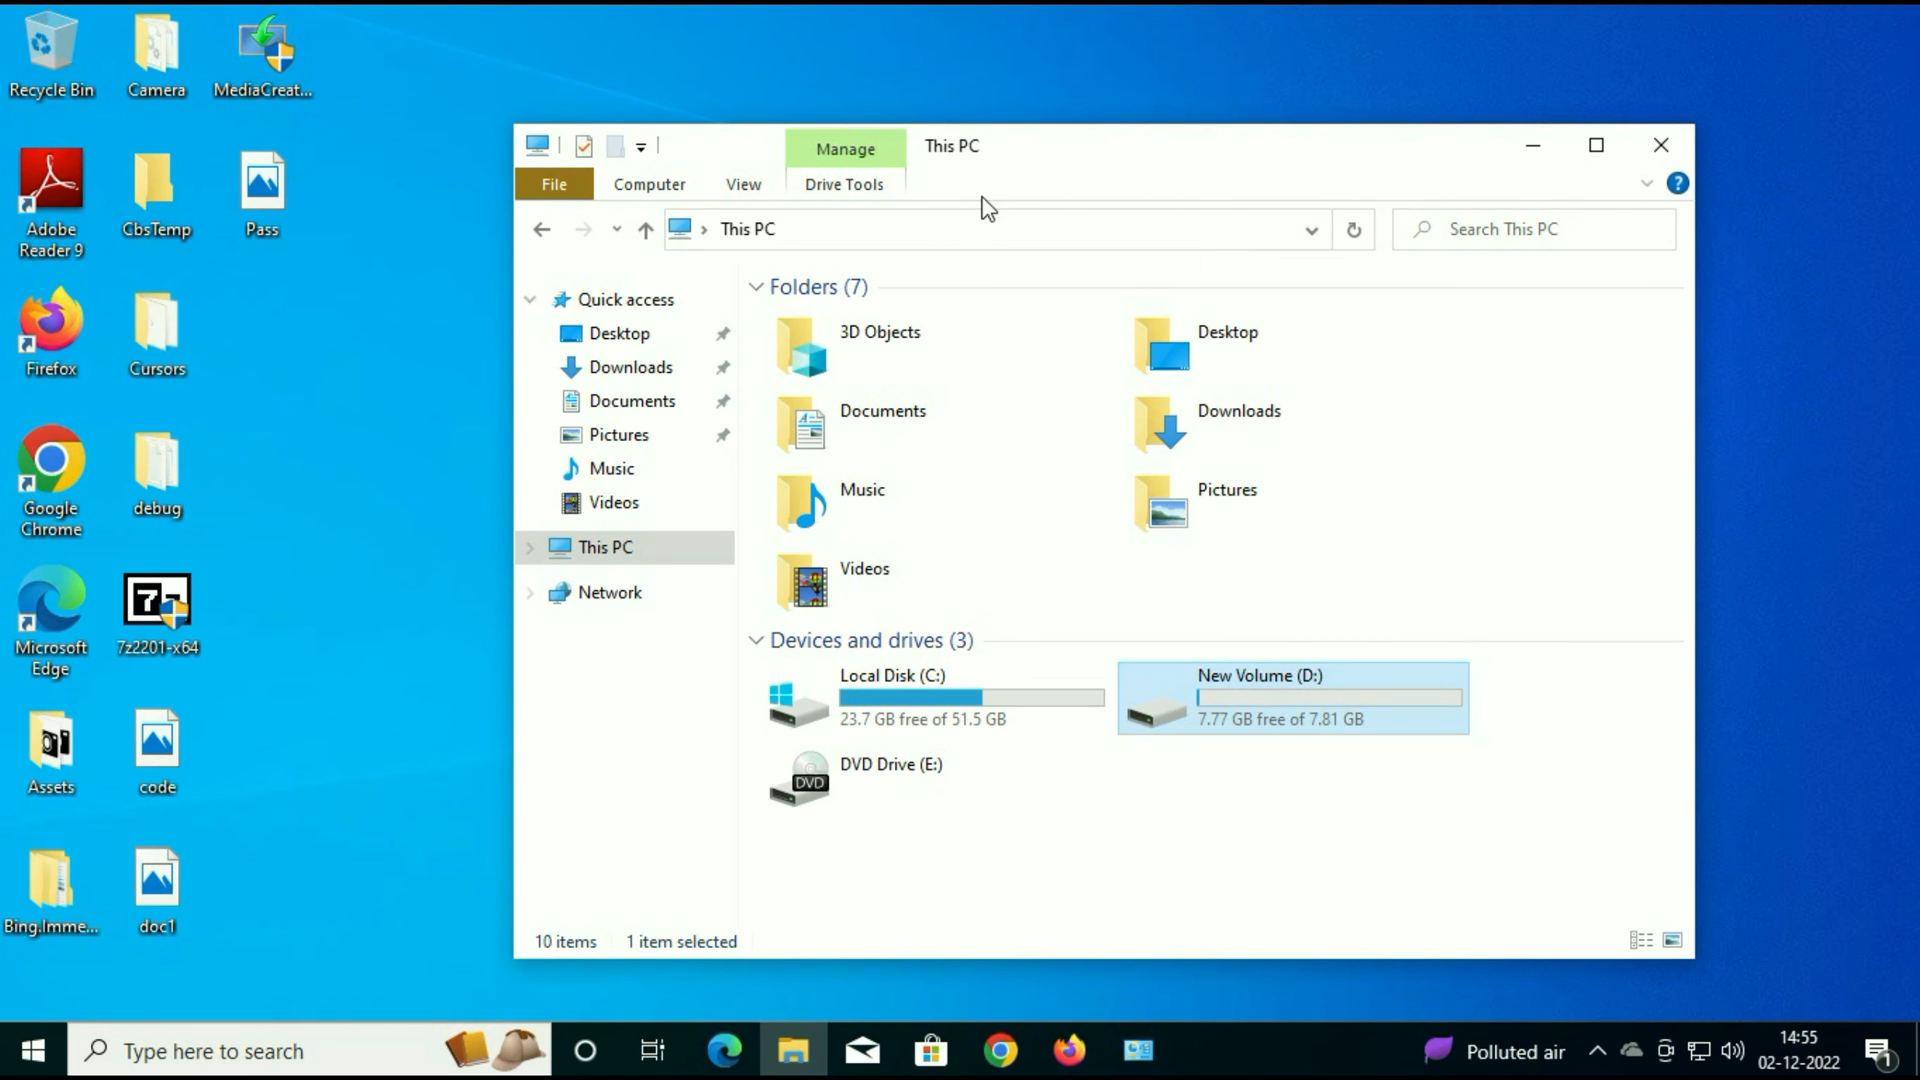 Recycle Bin
Camera
MediaCreat...
Adobe
Reader 9
CbsTemp
Pass
Firefox
Cursors
Google
Chrome
debug
Microsoft
Edge
7z2201-x64
Assets
code
Bing.Imme...
doc1
Manage
This PC
File
Computer
View
Drive Tools
?
This PC
Search This PC
Quick access
Desktop
Downloads
Documents
Pictures
Music
Videos
This PC
Network
Folders (7)
3D Objects
Desktop
Documents
Downloads
Music
Pictures
Videos
Devices and drives (3)
Local Disk (C:)
23.7 GB free of 51.5 GB
New Volume (D:)
7.77 GB free of 7.81 GB
DVD
DVD Drive (E:)
10 items
1 item selected
Type here to search
Polluted air
14:55
02-12-2022
1